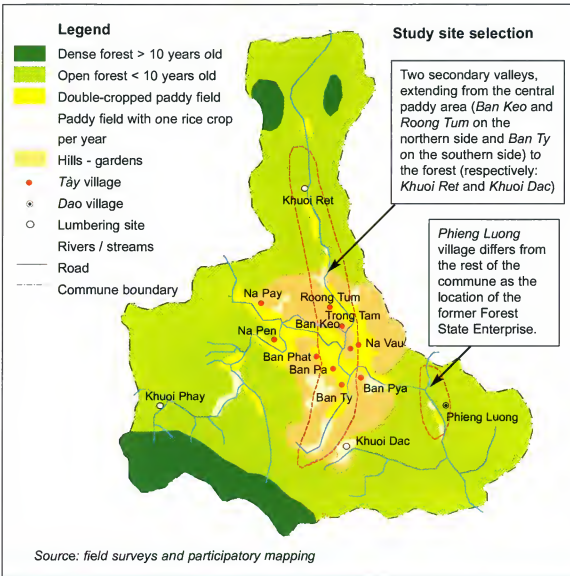 Legend
Dense forest > 10 years old
Open forest < 10 years old
Double-cropped paddy field
Paddy field with one rice crop
per year
Hills - gardens
Tày village
Dao village
Lumbering site
Rivers / streams
Road
Commune boundary
Study site selection
Two secondary valleys,
extending from the central
paddy area (Ban Keo and
Roong Tum on the
northern side and Ban Ty
on the southern side) to
the forest (respectively:
Khuoi Ret and Khuoi Dac)
Phieng Luong
village differs from
the rest of the
commune as the
location of the
former Forest
State Enterprise.
Khuoi Ret
Na Pay
Roong Tum
Trong Tam
Ban Keo
Na Pen
Na Vau
Ban Phat
Ban Pa
Ban Pya
Ban Ty
Khuoi Phay
Phieng Luong
Khuoi Dac
Source: field surveys and participatory mapping